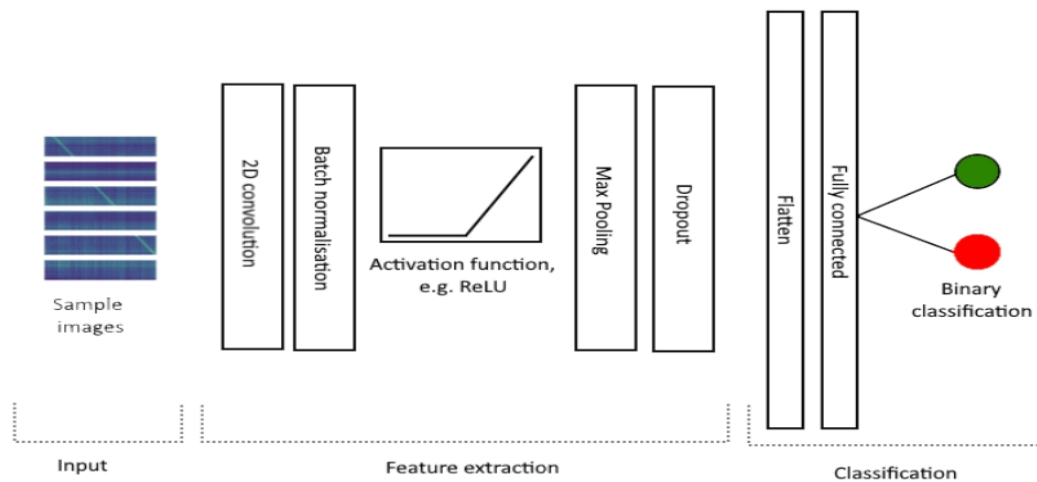 Sample
images
2D convolution
Batch normalisation
Activation function,
e.g. ReLU
Max Pooling
Dropout
Flatten
Fully connected
Binary
classification
Input
Feature extraction
Classification